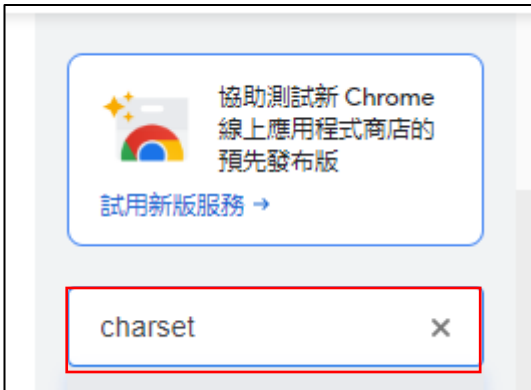 協助測試新 Chrome
線上應用程式商店的
預先發布版
試用新版服務 →
charset